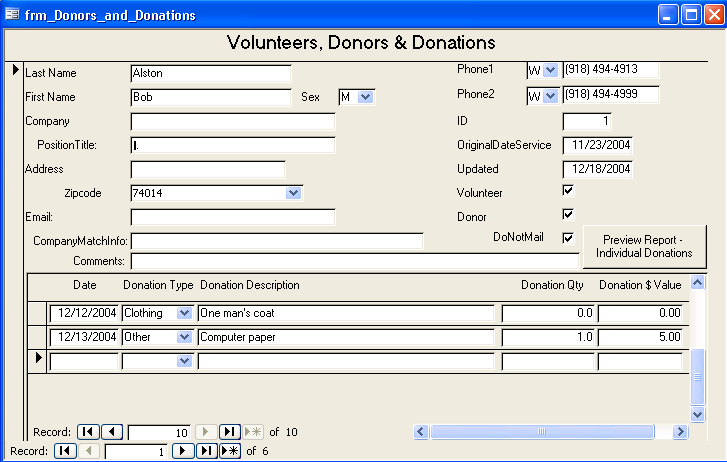 frm_Donors_and_Donations
Volunteers, Donors & Donations
Last Name Alston Phone1 W (918) 494-4913
First Name Bob Sex M Phone2 W (918) 494-4999
Company ID 1
PositionTitle: OriginalDateService 11/23/2004
Address Updated 12/18/2004
Zipcode 74014 Volunteer
Email: Donor
CompanyMatchInfo: DoNotMail Preview Report -
Comments: Individual Donations
Date Donation Type Donation Description Donation Qty Donation $ Value
12/12/2004 Clothing One man's coat 0.0 0.00
12/13/2004 Other Computer paper 1.0 5.00
Record: 10 of 10
Record: 1 of 6